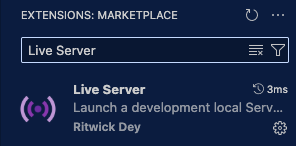 EXTENSIONS: MARKETPLACE
Live Server
Live Server 3ms
Launch a development local Serv...
Ritwick Dey